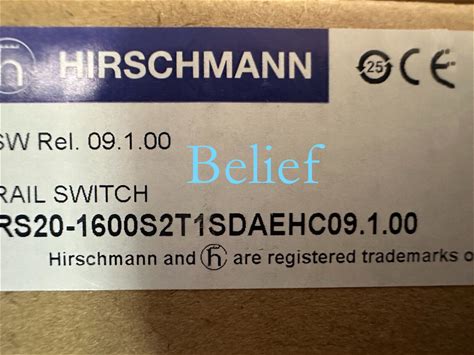 ⓗ HIRSCHMANN 25 CE
SW Rel. 09.1.00
Belief
RAIL SWITCH
RS20-1600S2T1SDAEHC09.1.00
Hirschmann and ⓗ are registered trademarks o